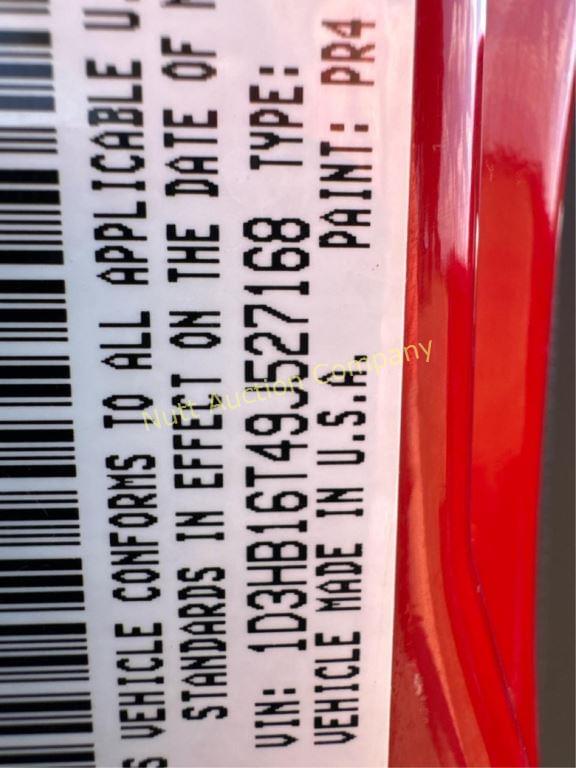 S VEHICLE CONFORMS TO ALL APPLICABLE U.
STANDARDS IN EFFECT ON THE DATE OF M
VIN: 1D3HB16T49J527168 TYPE:
VEHICLE MADE IN U.S.A. PAINT: PR4
Nutt Auction Company